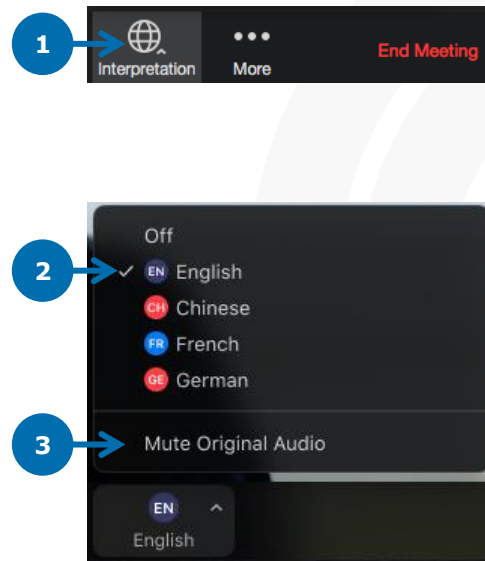 1
Interpretation
More
End Meeting
Off
2
EN English
CH Chinese
FR French
GE German
3
Mute Original Audio
EN
English